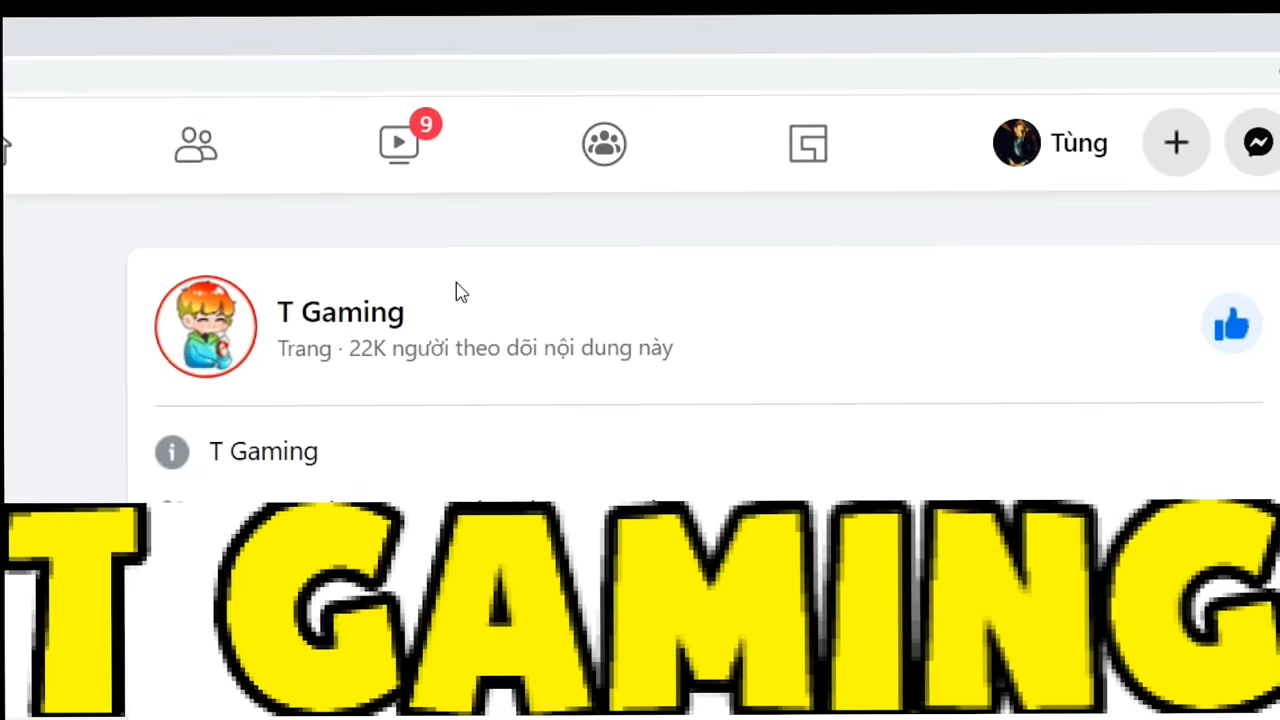 9
Tùng
T Gaming
Trang · 22K người theo dõi nội dung này
T Gaming
T GAMING